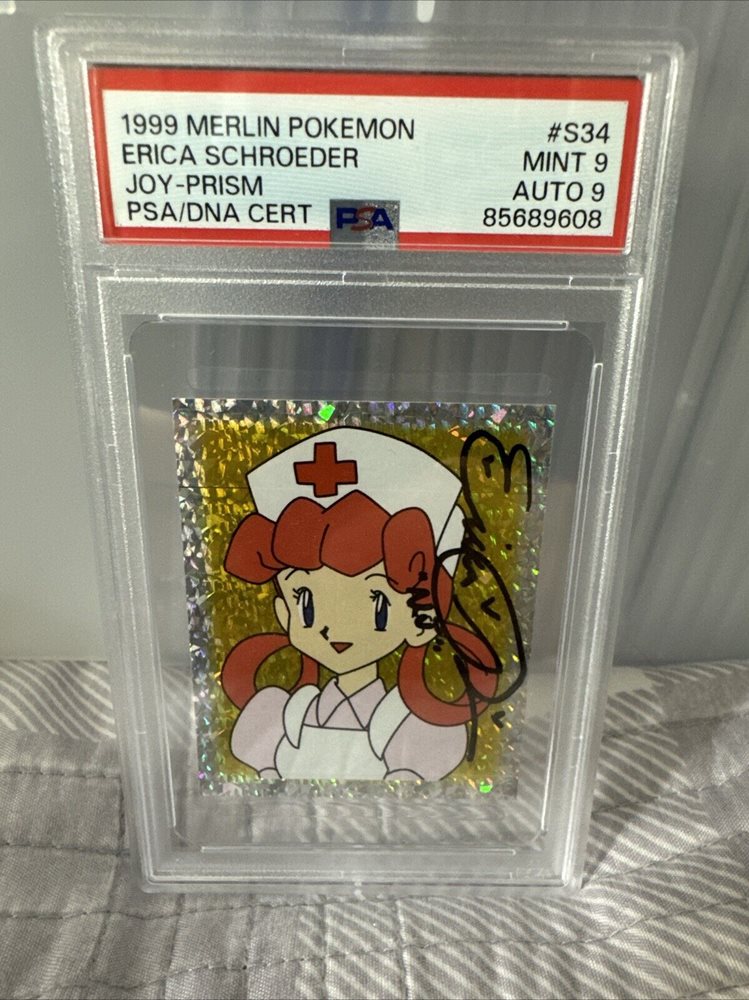 1999 MERLIN POKEMON #S34
ERICA SCHROEDER MINT 9
JOY-PRISM AUTO 9
PSA/DNA CERT PSA 85689608